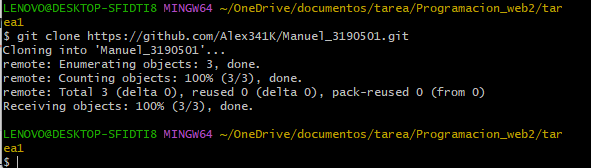 LENOVO@DESKTOP-SFIDTI8 MINGW64 ~/OneDrive/documentos/tarea/Programacion_web2/tar
ea1
$ git clone https://github.com/Alex341K/Manuel_3190501.git
Cloning into 'Manuel_3190501'...
remote: Enumerating objects: 3, done.
remote: Counting objects: 100% (3/3), done.
remote: Total 3 (delta 0), reused 0 (delta 0), pack-reused 0 (from 0)
Receiving objects: 100% (3/3), done.
LENOVO@DESKTOP-SFIDTI8 MINGW64 ~/OneDrive/documentos/tarea/Programacion_web2/tar
ea1
$